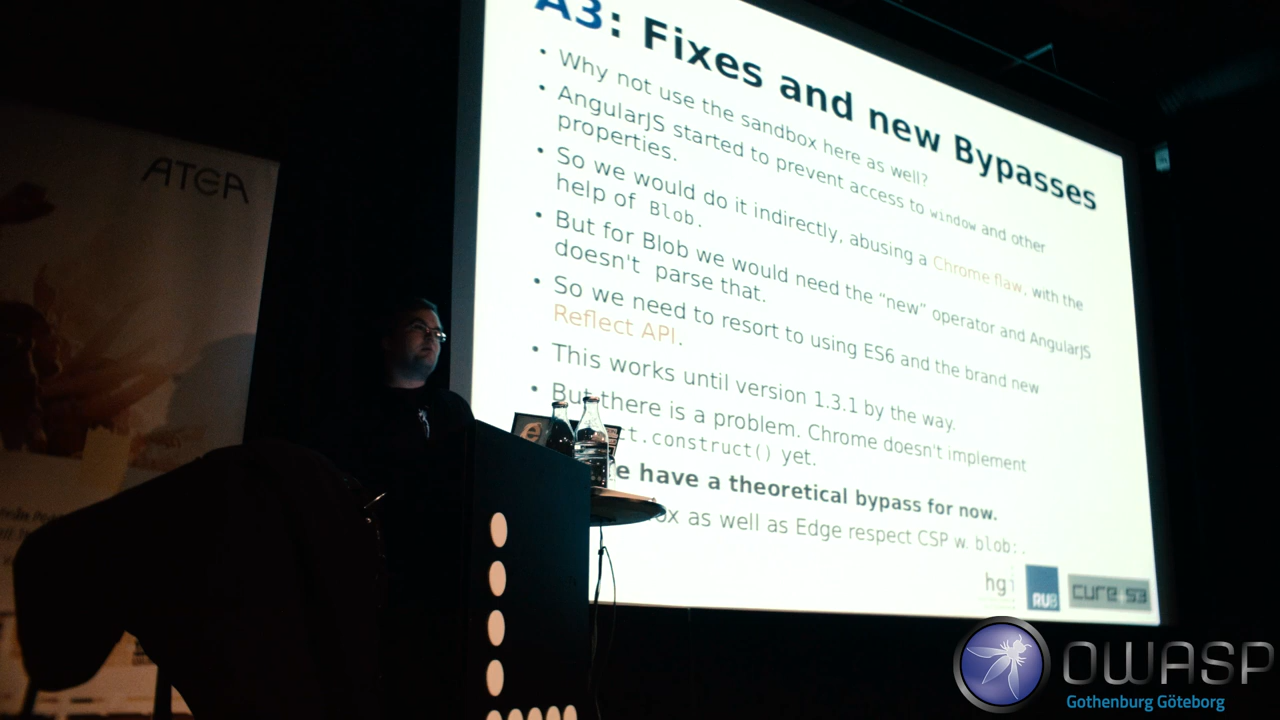 A3: Fixes and new Bypasses
• Why not use the sandbox here as well?
• AngularJS started to prevent access to window and other
properties.
• So we would do it indirectly, abusing a Chrome flaw, with the
help of Blob.
• But for Blob we would need the "new" operator and AngularJS
doesn't parse that.
• So we need to resort to using ES6 and the brand new
Reflect API.
• This works until version 1.3.1 by the way.
• But there is a problem. Chrome doesn't implement
ct.construct() yet.
e have a theoretical bypass for now.
ox as well as Edge respect CSP w. blob:.
hgi
RUB
cure53
ATEA
OWASP
Gothenburg Göteborg